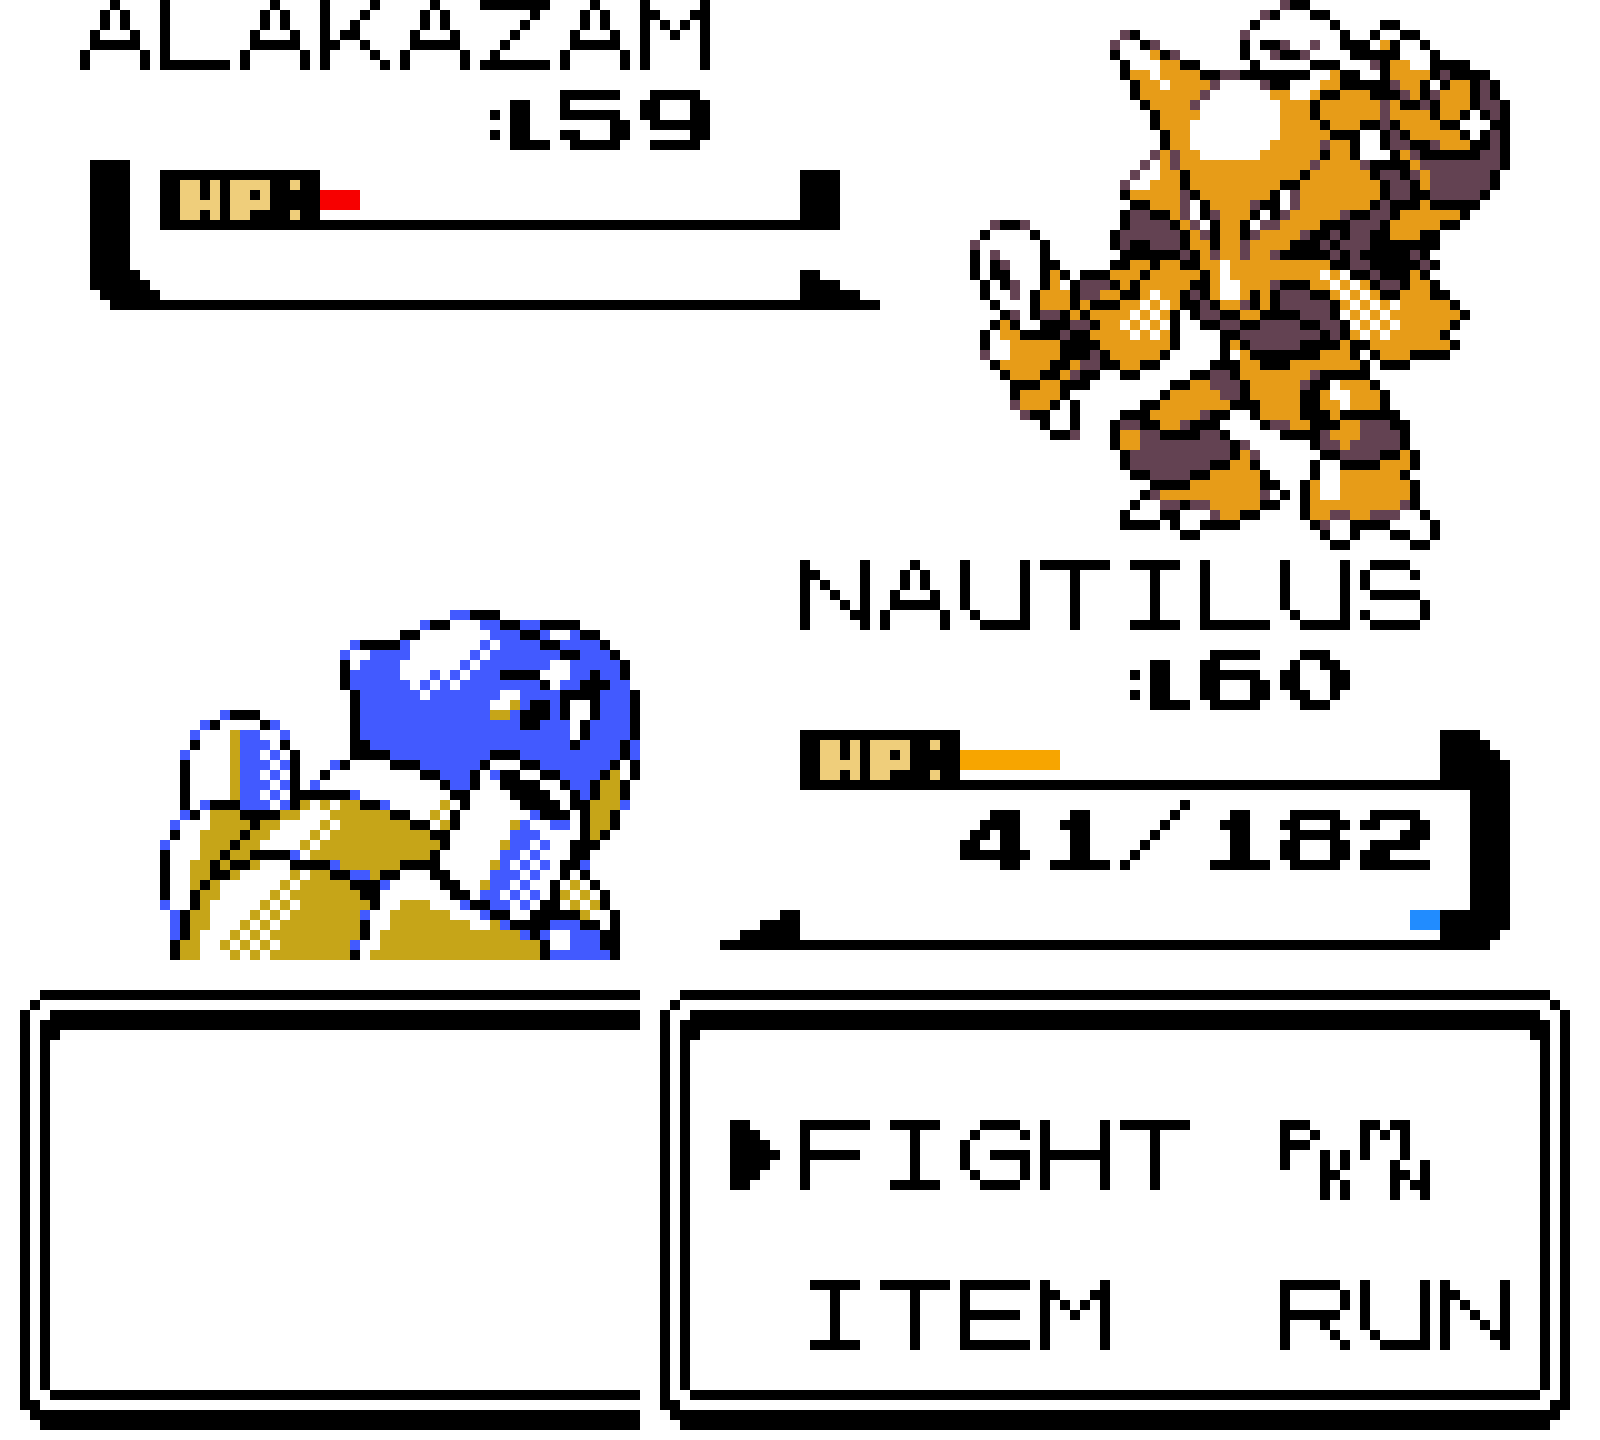 ALAKAZAM
:L59
HP:
NAUTILUS
:L60
HP:
41/182
FIGHT PKMN
ITEM RUN